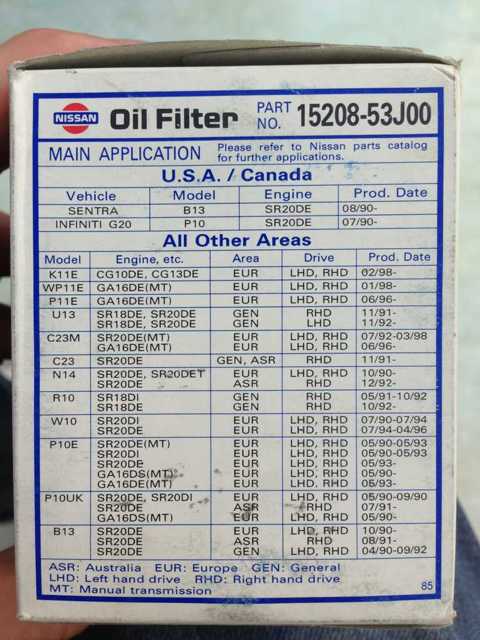 NISSAN Oil Filter PART NO. 15208-53J00
MAIN APPLICATION Please refer to Nissan parts catalog
for further applications.
U.S.A. / Canada
Vehicle Model Engine Prod. Date
SENTRA B13 SR20DE 08/90-
INFINITI G20 P10 SR20DE 07/90-
All Other Areas
Model Engine, etc. Area Drive Prod. Date
K11E CG10DE, CG13DE EUR LHD, RHD 02/98-
WP11E GA16DE(MT) EUR LHD, RHD 01/98-
P11E GA16DE(MT) EUR LHD, RHD 06/96-
U13 SR18DE, SR20DE GEN RHD 11/91-
SR18DE, SR20DE GEN LHD 11/92-
C23M SR20DE(MT) EUR LHD, RHD 07/92-03/98
GA16DE(MT) EUR LHD, RHD 06/96-
C23 SR20DE GEN, ASR RHD 11/91-
N14 SR20DE, SR20DET EUR LHD, RHD 10/90-
SR20DE ASR RHD 12/92-
R10 SR18DI GEN RHD 05/91-10/92
SR18DE GEN RHD 10/92-
W10 SR20DI EUR LHD, RHD 07/90-07/94
SR20DE EUR LHD, RHD 07/94-04/96
P10E SR20DE(MT) EUR LHD, RHD 05/90-05/93
SR20DI EUR LHD, RHD 05/90-05/93
SR20DE EUR LHD, RHD 05/93-
GA16DS(MT) EUR LHD, RHD 05/90-
GA16DE(MT) EUR LHD, RHD 05/93-
P10UK SR20DE, SR20DI EUR LHD, RHD 05/90-09/90
SR20DE ASR RHD 07/91-
GA16DS(MT) EUR LHD, RHD 05/90-
B13 SR20DE EUR LHD, RHD 10/90-
SR20DE ASR RHD 08/91-
SR20DE GEN LHD, RHD 04/90-09/92
ASR: Australia EUR: Europe GEN: General
LHD: Left hand drive RHD: Right hand drive
MT: Manual transmission 85